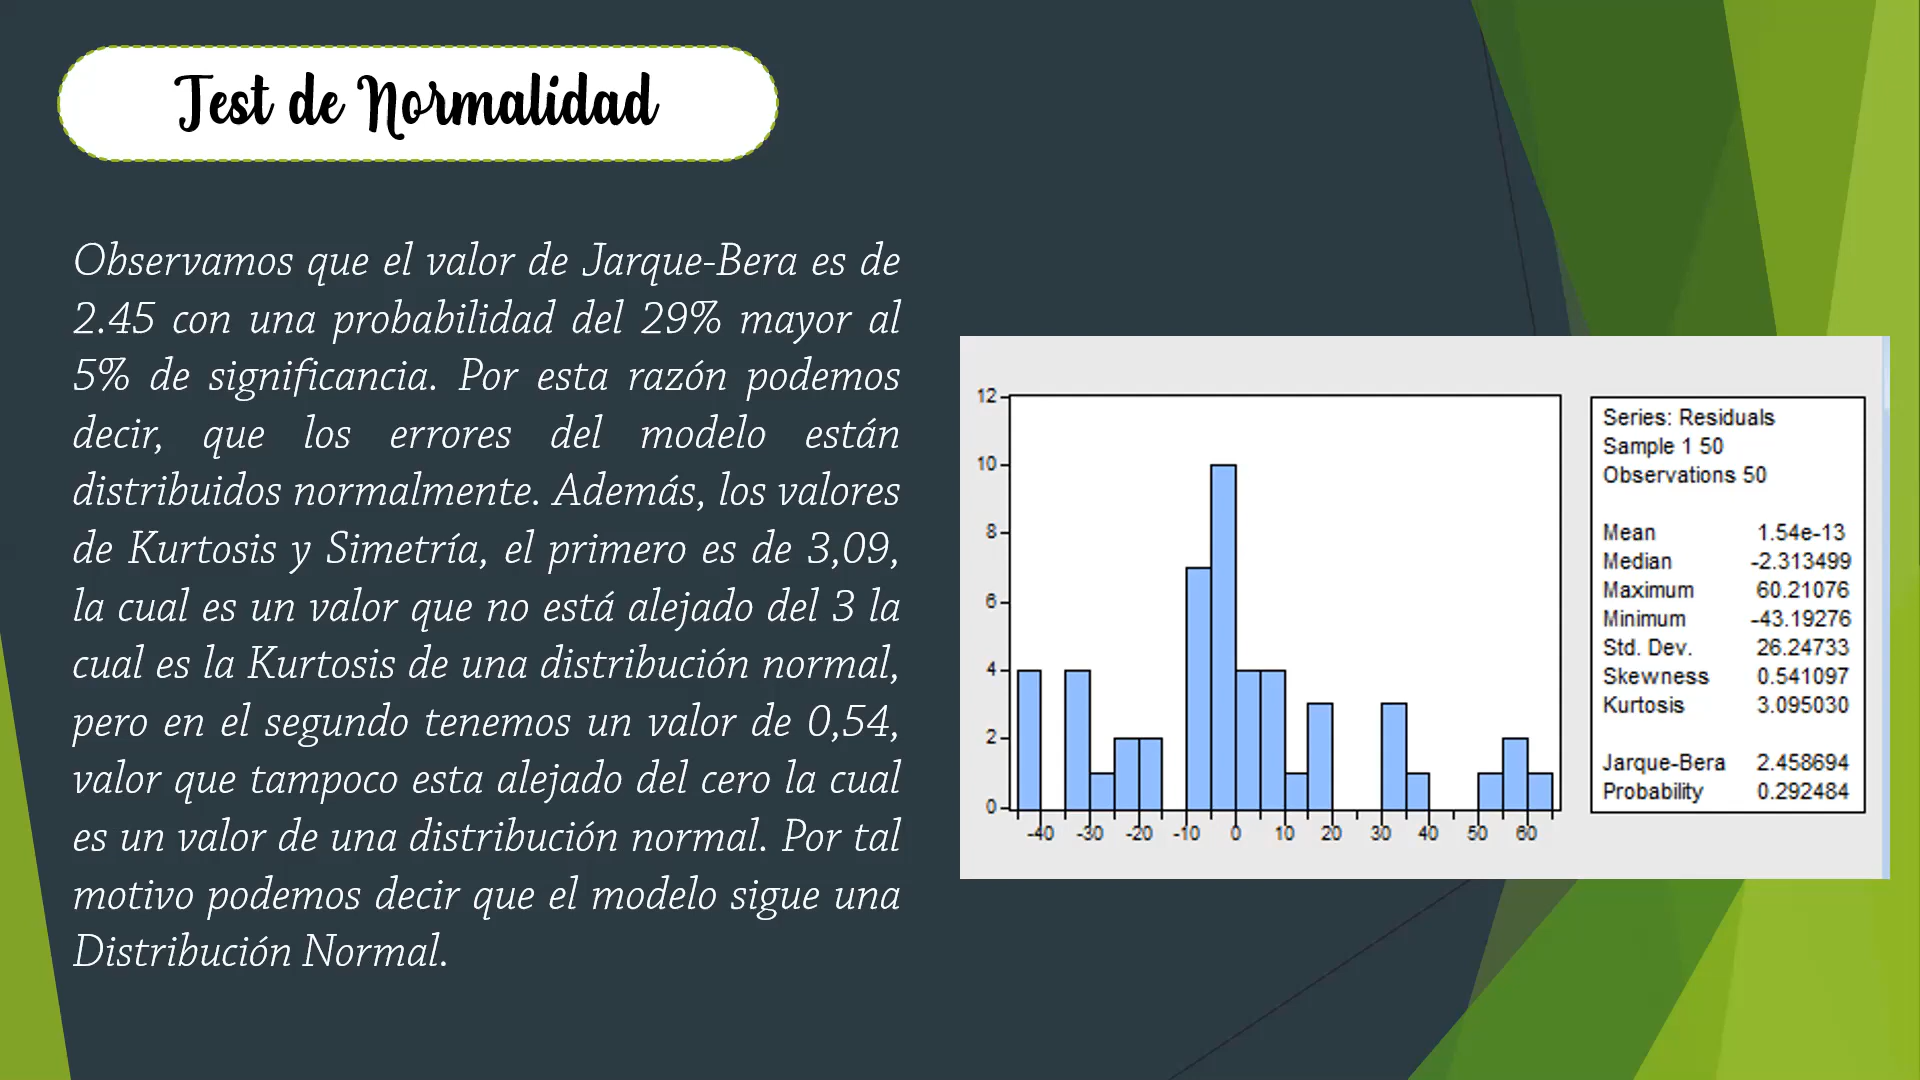 Test de Normalidad
Observamos que el valor de Jarque-Bera es de
2.45 con una probabilidad del 29% mayor al
5% de significancia. Por esta razón podemos
decir, que los errores del modelo están
distribuidos normalmente. Además, los valores
de Kurtosis y Simetría, el primero es de 3,09,
la cual es un valor que no está alejado del 3 la
cual es la Kurtosis de una distribución normal,
pero en el segundo tenemos un valor de 0,54,
valor que tampoco esta alejado del cero la cual
es un valor de una distribución normal. Por tal
motivo podemos decir que el modelo sigue una
Distribución Normal.
12
10
8
6
4
2
0
-40 -30 -20 -10 0 10 20 30 40 50 60
Series: Residuals
Sample 1 50
Observations 50
Mean 1.54e-13
Median -2.313499
Maximum 60.21076
Minimum -43.19276
Std. Dev. 26.24733
Skewness 0.541097
Kurtosis 3.095030
Jarque-Bera 2.458694
Probability 0.292484